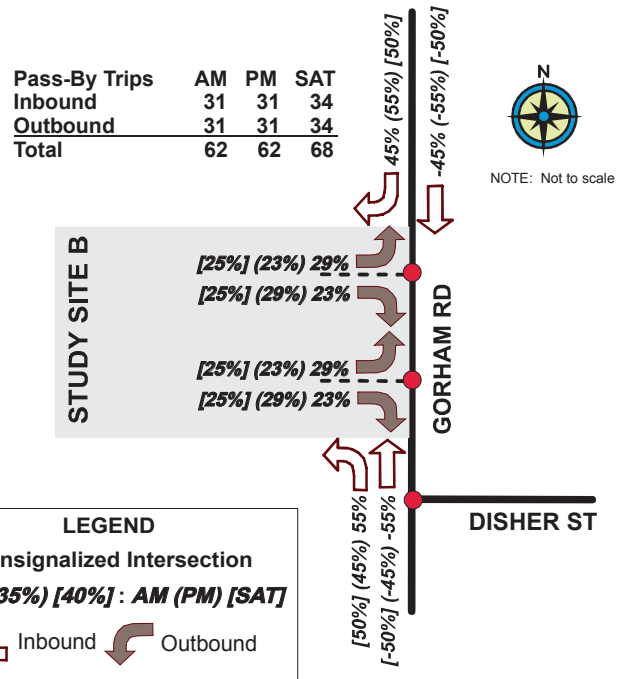 Pass-By Trips AM PM SAT
Inbound 31 31 34
Outbound 31 31 34
Total 62 62 68
45% (55%) [50%]
-45% (-55%) [-50%]
N
NOTE: Not to scale
STUDY SITE B
[25%] (23%) 29%
[25%] (29%) 23%
[25%] (23%) 29%
[25%] (29%) 23%
GORHAM RD
[50%] (45%) 55%
[-50%] (-45%) -55%
DISHER ST
LEGEND
nsignalized Intersection
35%) [40%] : AM (PM) [SAT]
Inbound Outbound